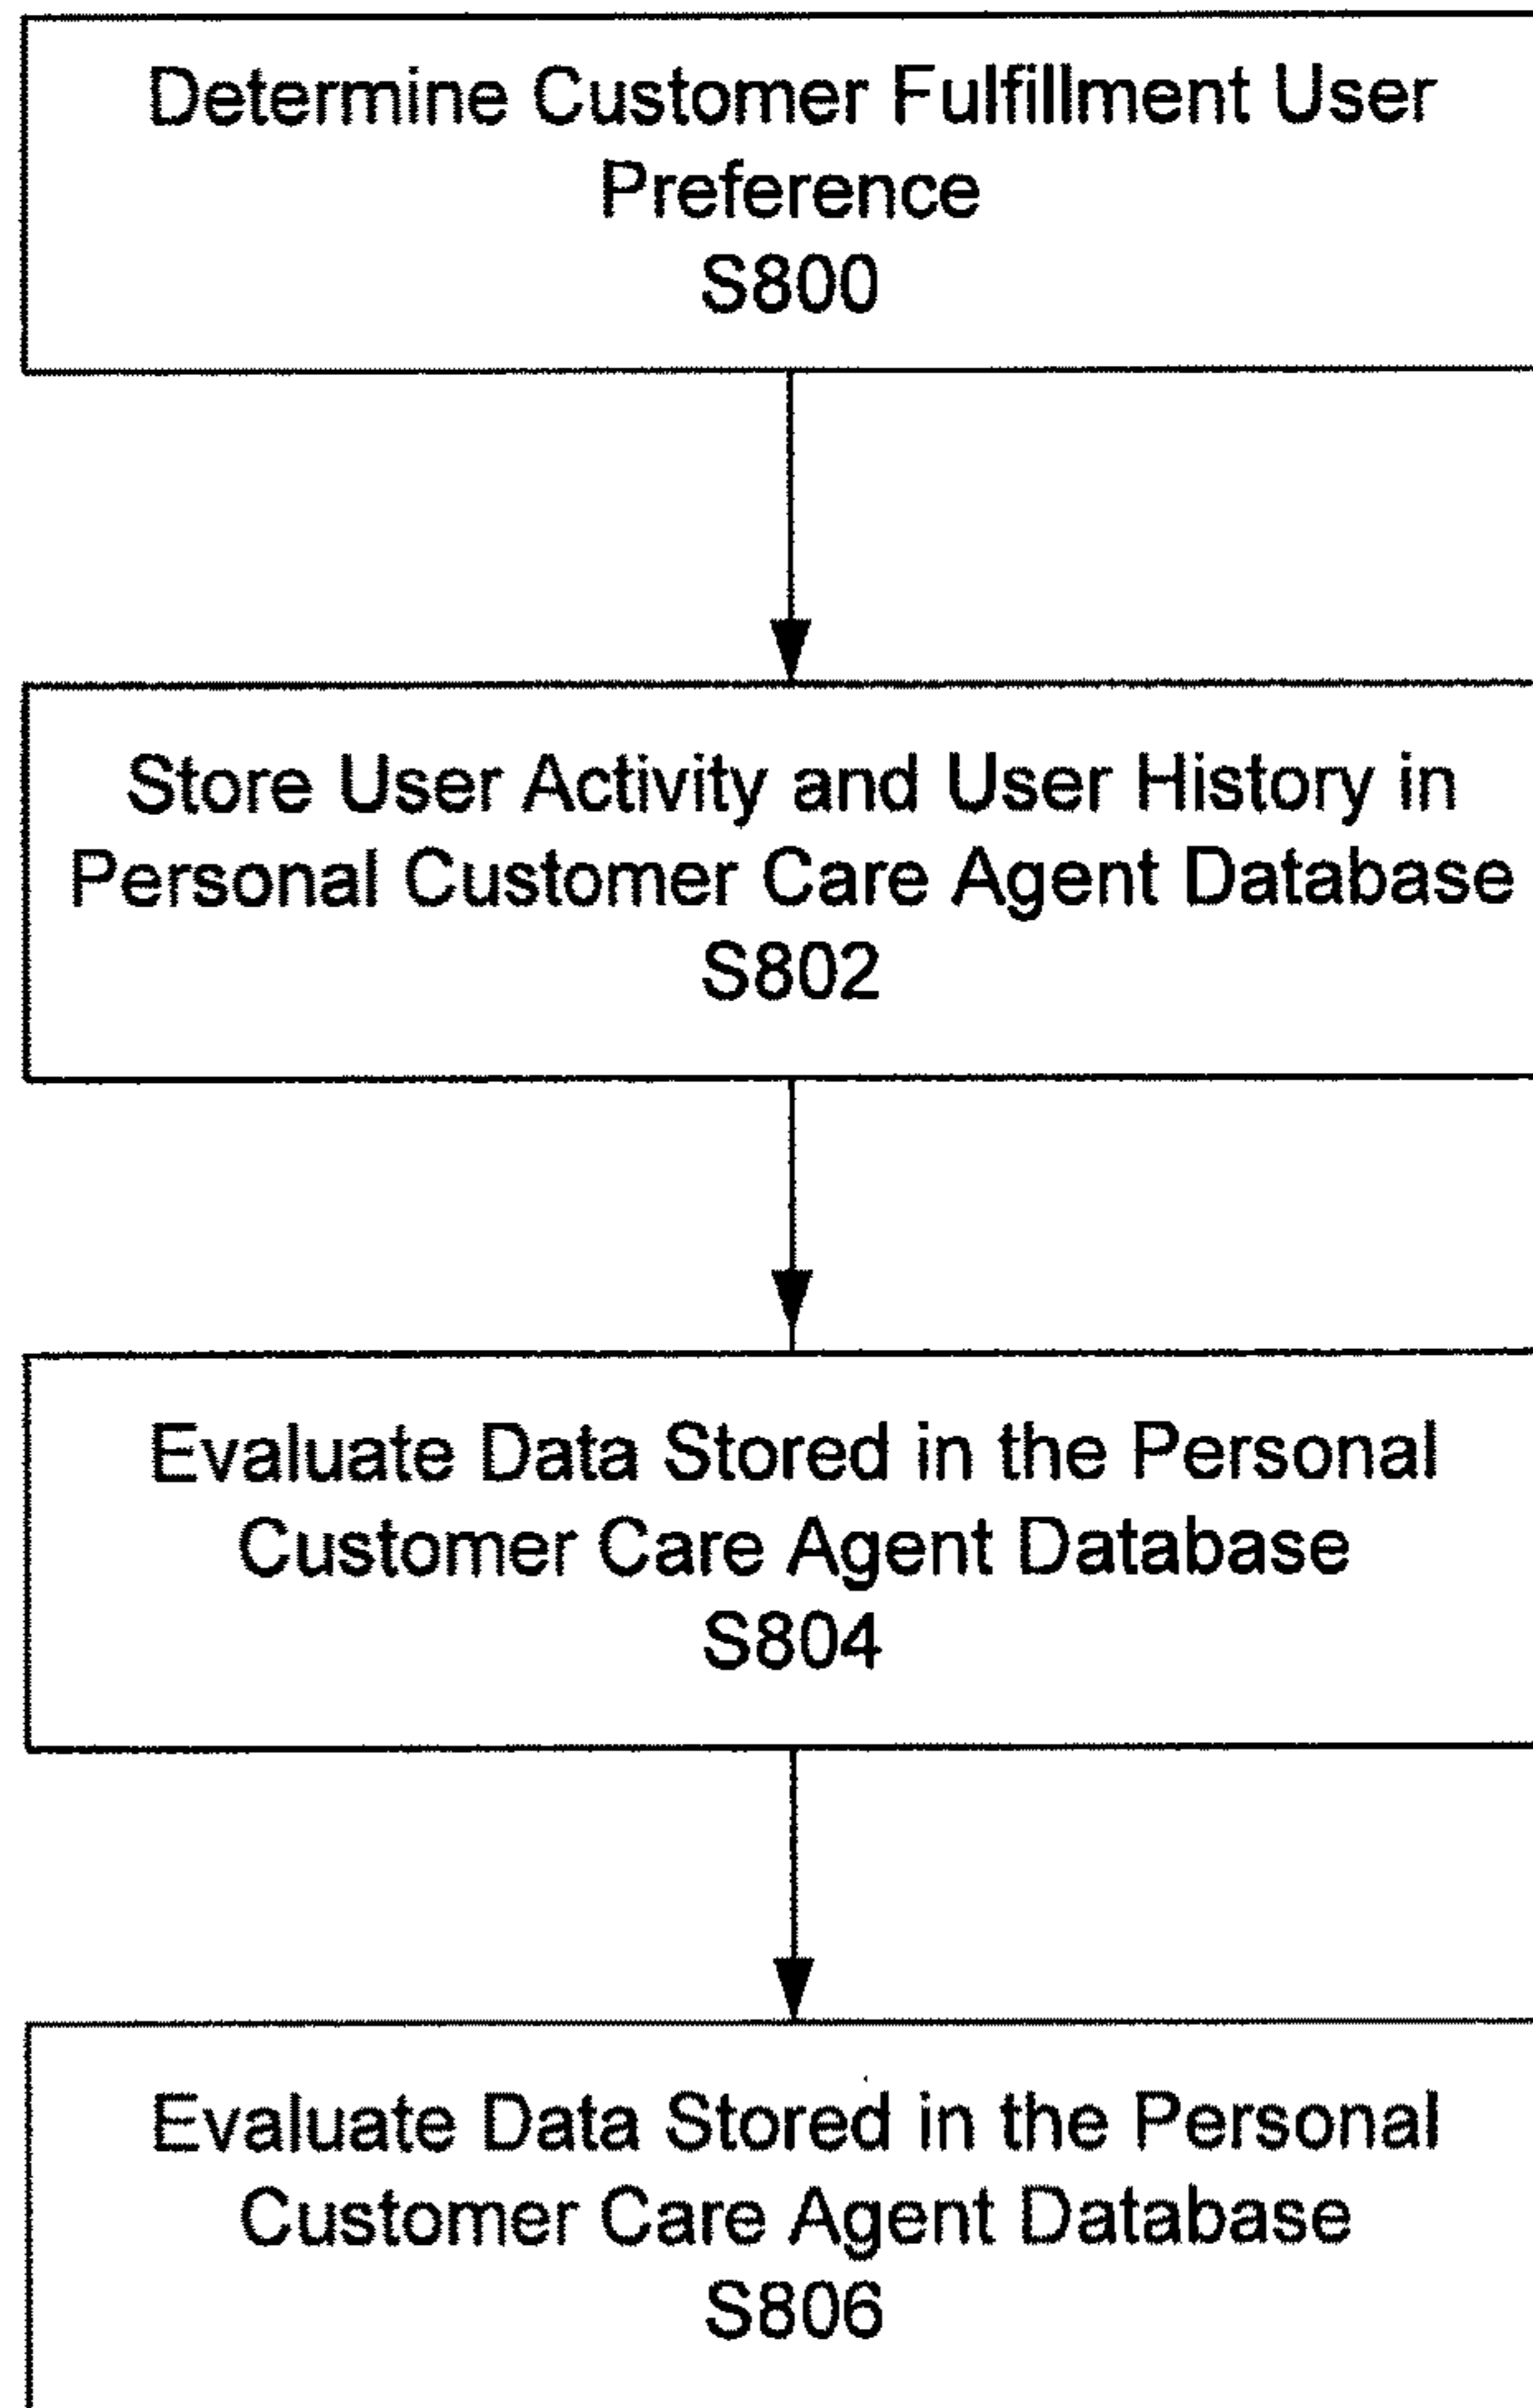 Determine Customer Fulfillment User
Preference
S800
Store User Activity and User History in
Personal Customer Care Agent Database
S802
Evaluate Data Stored in the Personal
Customer Care Agent Database
S804
Evaluate Data Stored in the Personal
Customer Care Agent Database
S806